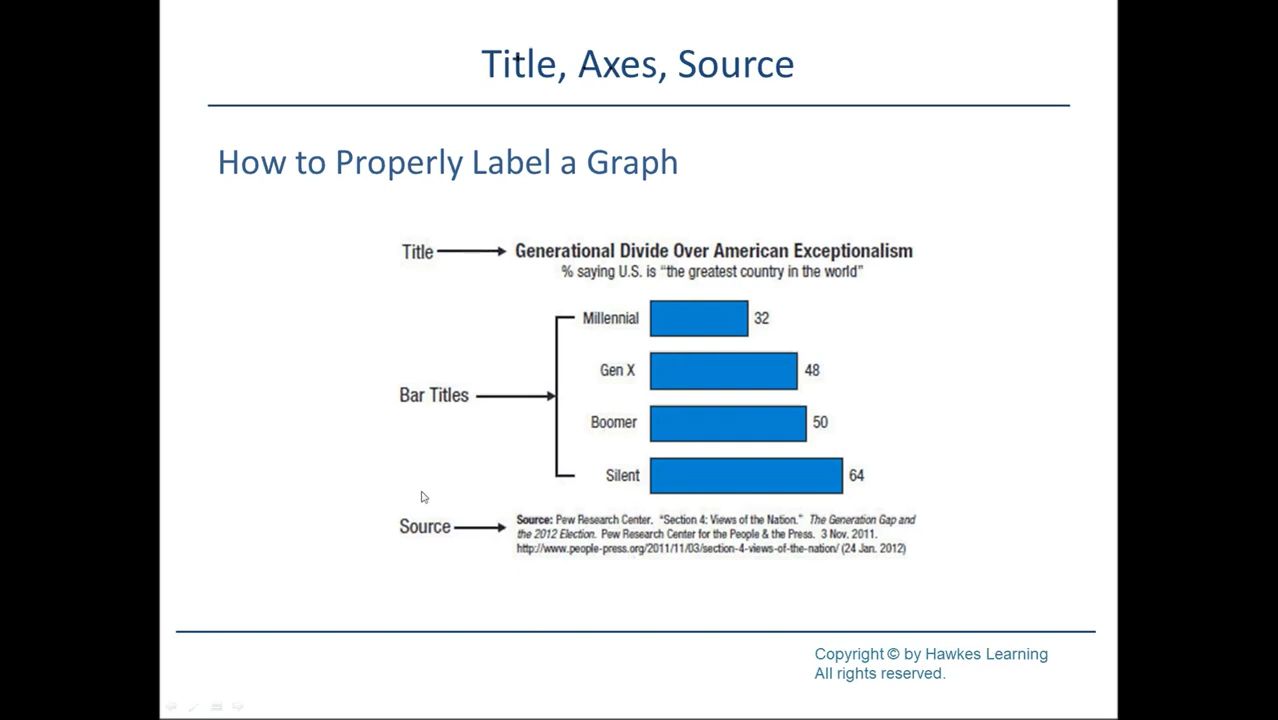 Title, Axes, Source
How to Properly Label a Graph
Title
Generational Divide Over American Exceptionalism
% saying U.S. is “the greatest country in the world”
Millennial 32
Gen X 48
Bar Titles
Boomer 50
Silent 64
Source
Source: Pew Research Center. “Section 4: Views of the Nation.” The Generation Gap and
the 2012 Election. Pew Research Center for the People & the Press. 3 Nov. 2011.
http://www.people-press.org/2011/11/03/section-4-views-of-the-nation/ (24 Jan. 2012)
Copyright © by Hawkes Learning
All rights reserved.